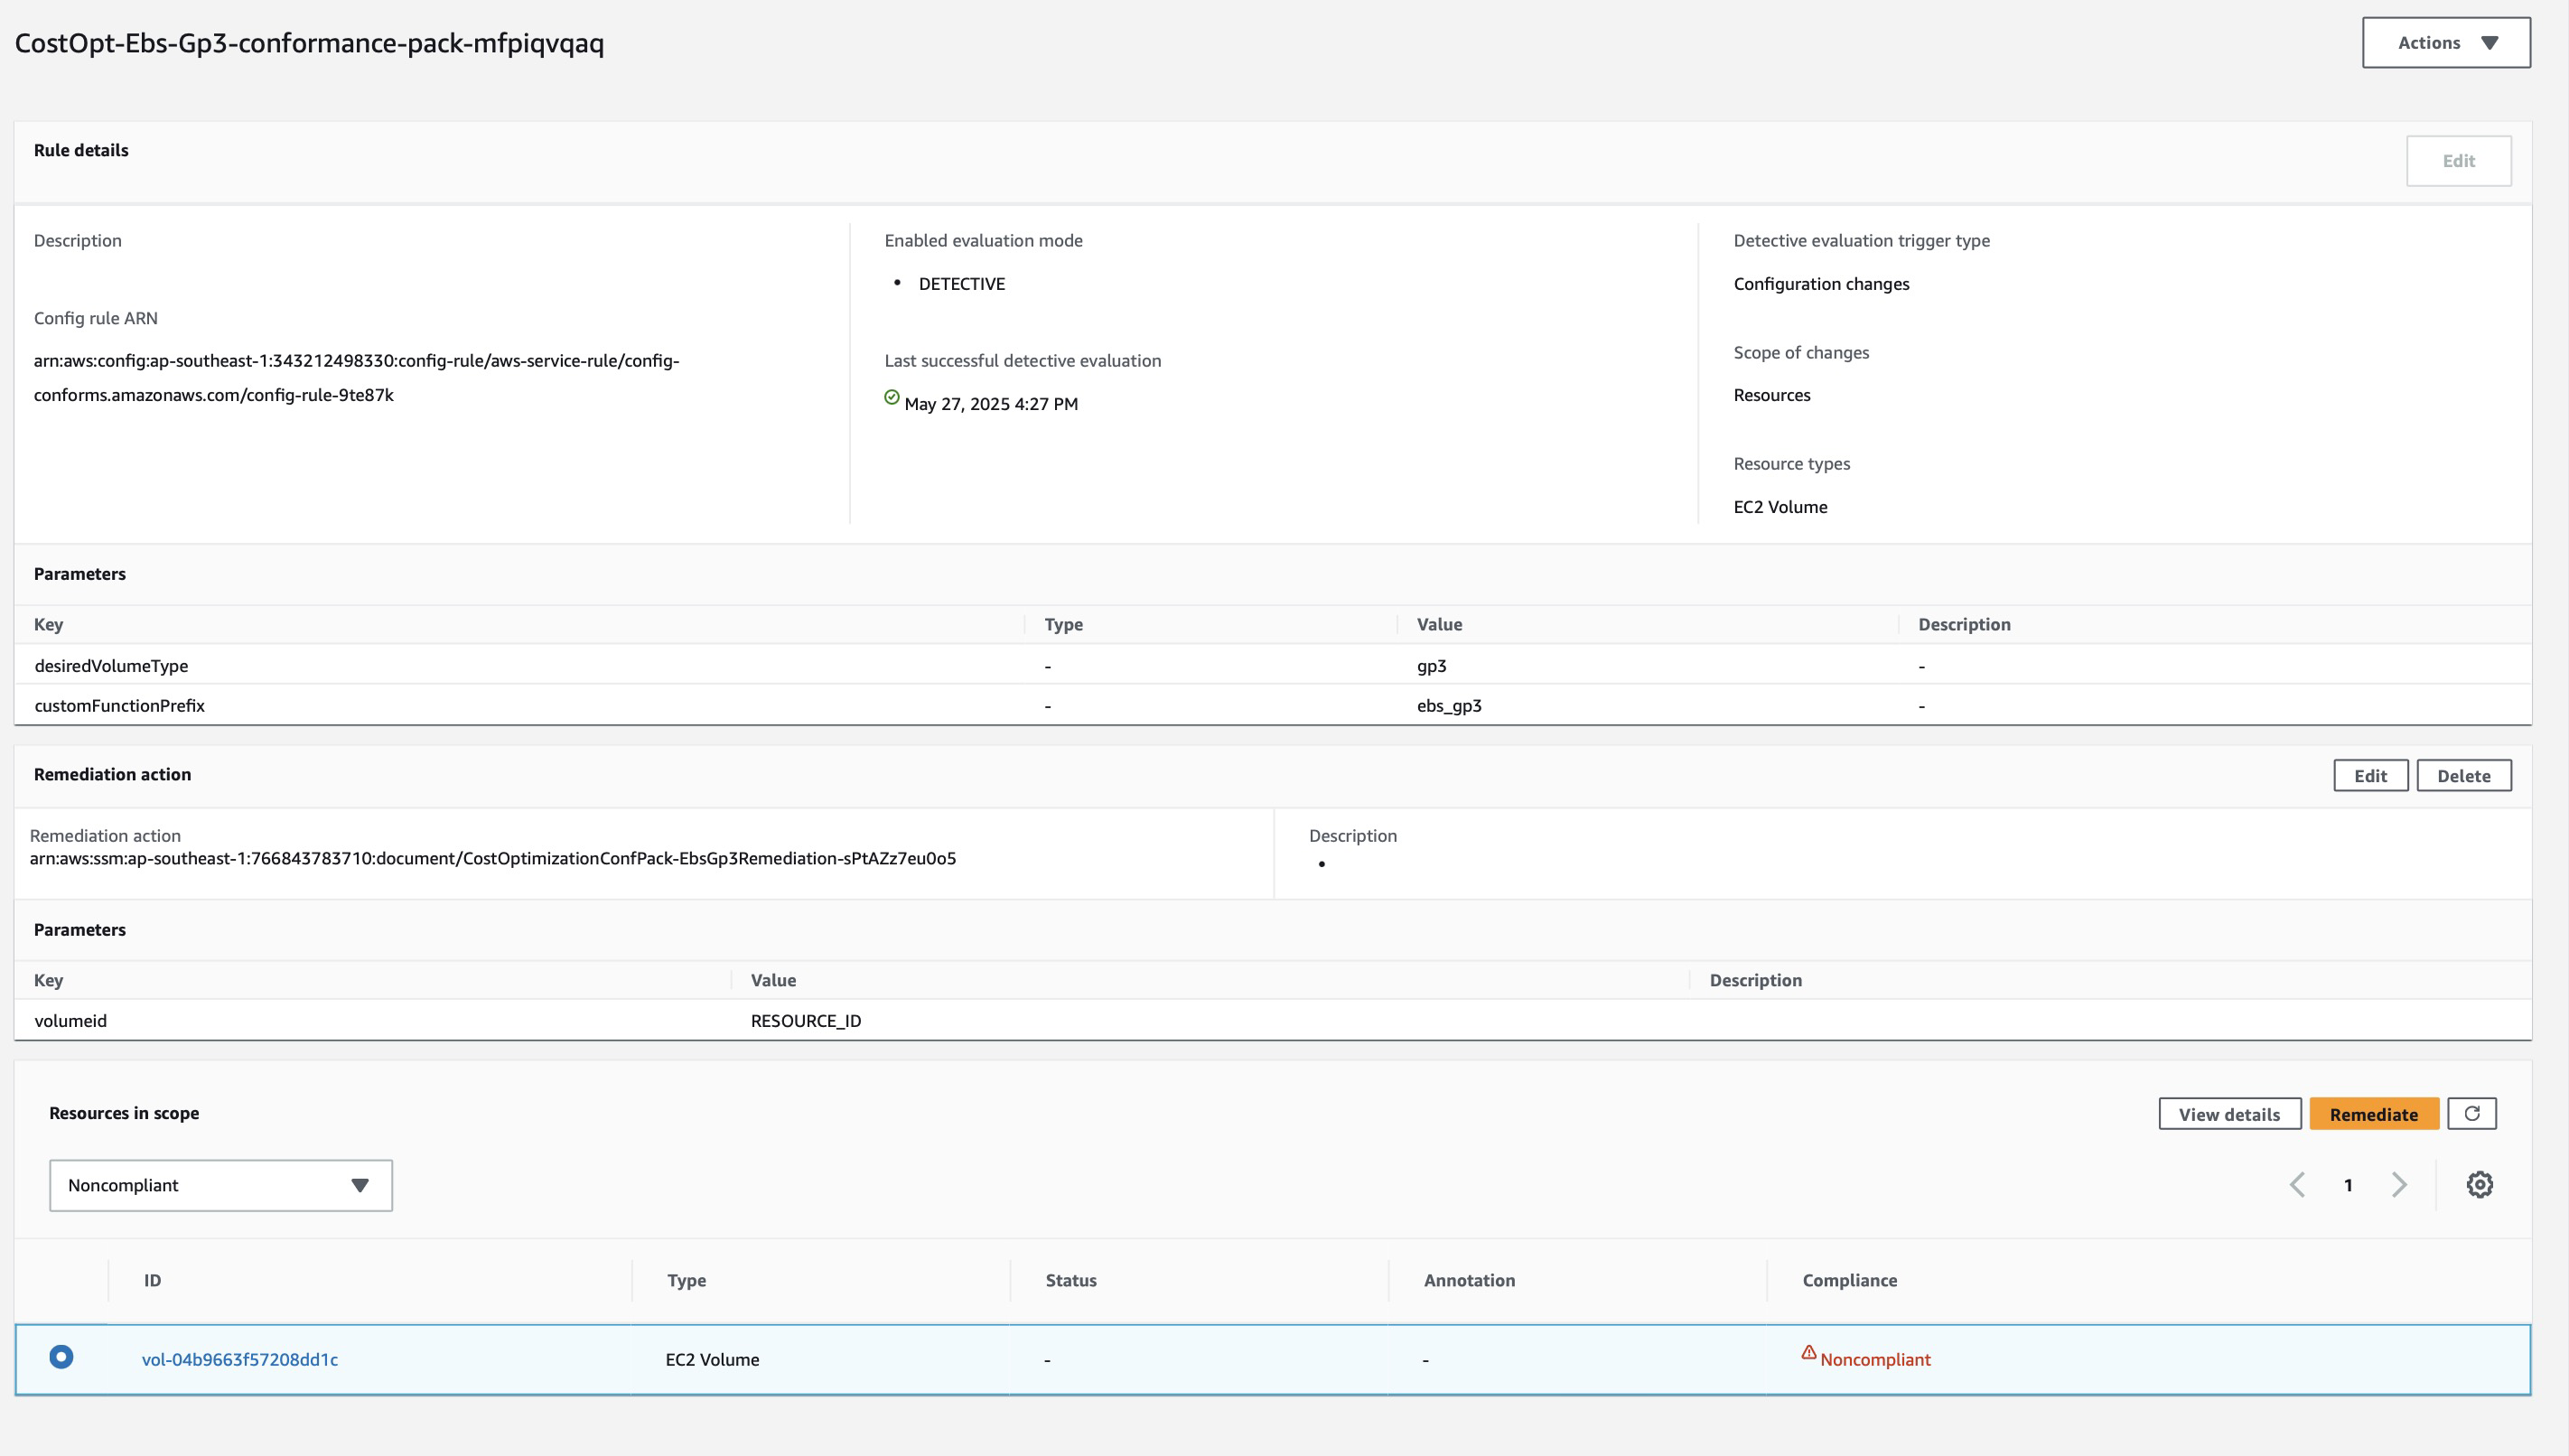 CostOpt-Ebs-Gp3-conformance-pack-mfpiqvqaq
Actions
Rule details
Edit
Description
Config rule ARN
arn:aws:config:ap-southeast-1:343212498330:config-rule/aws-service-rule/config-
conforms.amazonaws.com/config-rule-9te87k
Enabled evaluation mode
• DETECTIVE
Last successful detective evaluation
May 27, 2025 4:27 PM
Detective evaluation trigger type
Configuration changes
Scope of changes
Resources
Resource types
EC2 Volume
Parameters
Key Type Value Description
desiredVolumeType - gp3 -
customFunctionPrefix - ebs_gp3 -
Remediation action
Edit Delete
Remediation action
arn:aws:ssm:ap-southeast-1:766843783710:document/CostOptimizationConfPack-EbsGp3Remediation-sPtAZz7eu0o5
Description
•
Parameters
Key Value Description
volumeid RESOURCE_ID
Resources in scope
View details Remediate
Noncompliant
1
ID Type Status Annotation Compliance
vol-04b9663f57208dd1c EC2 Volume - - Noncompliant